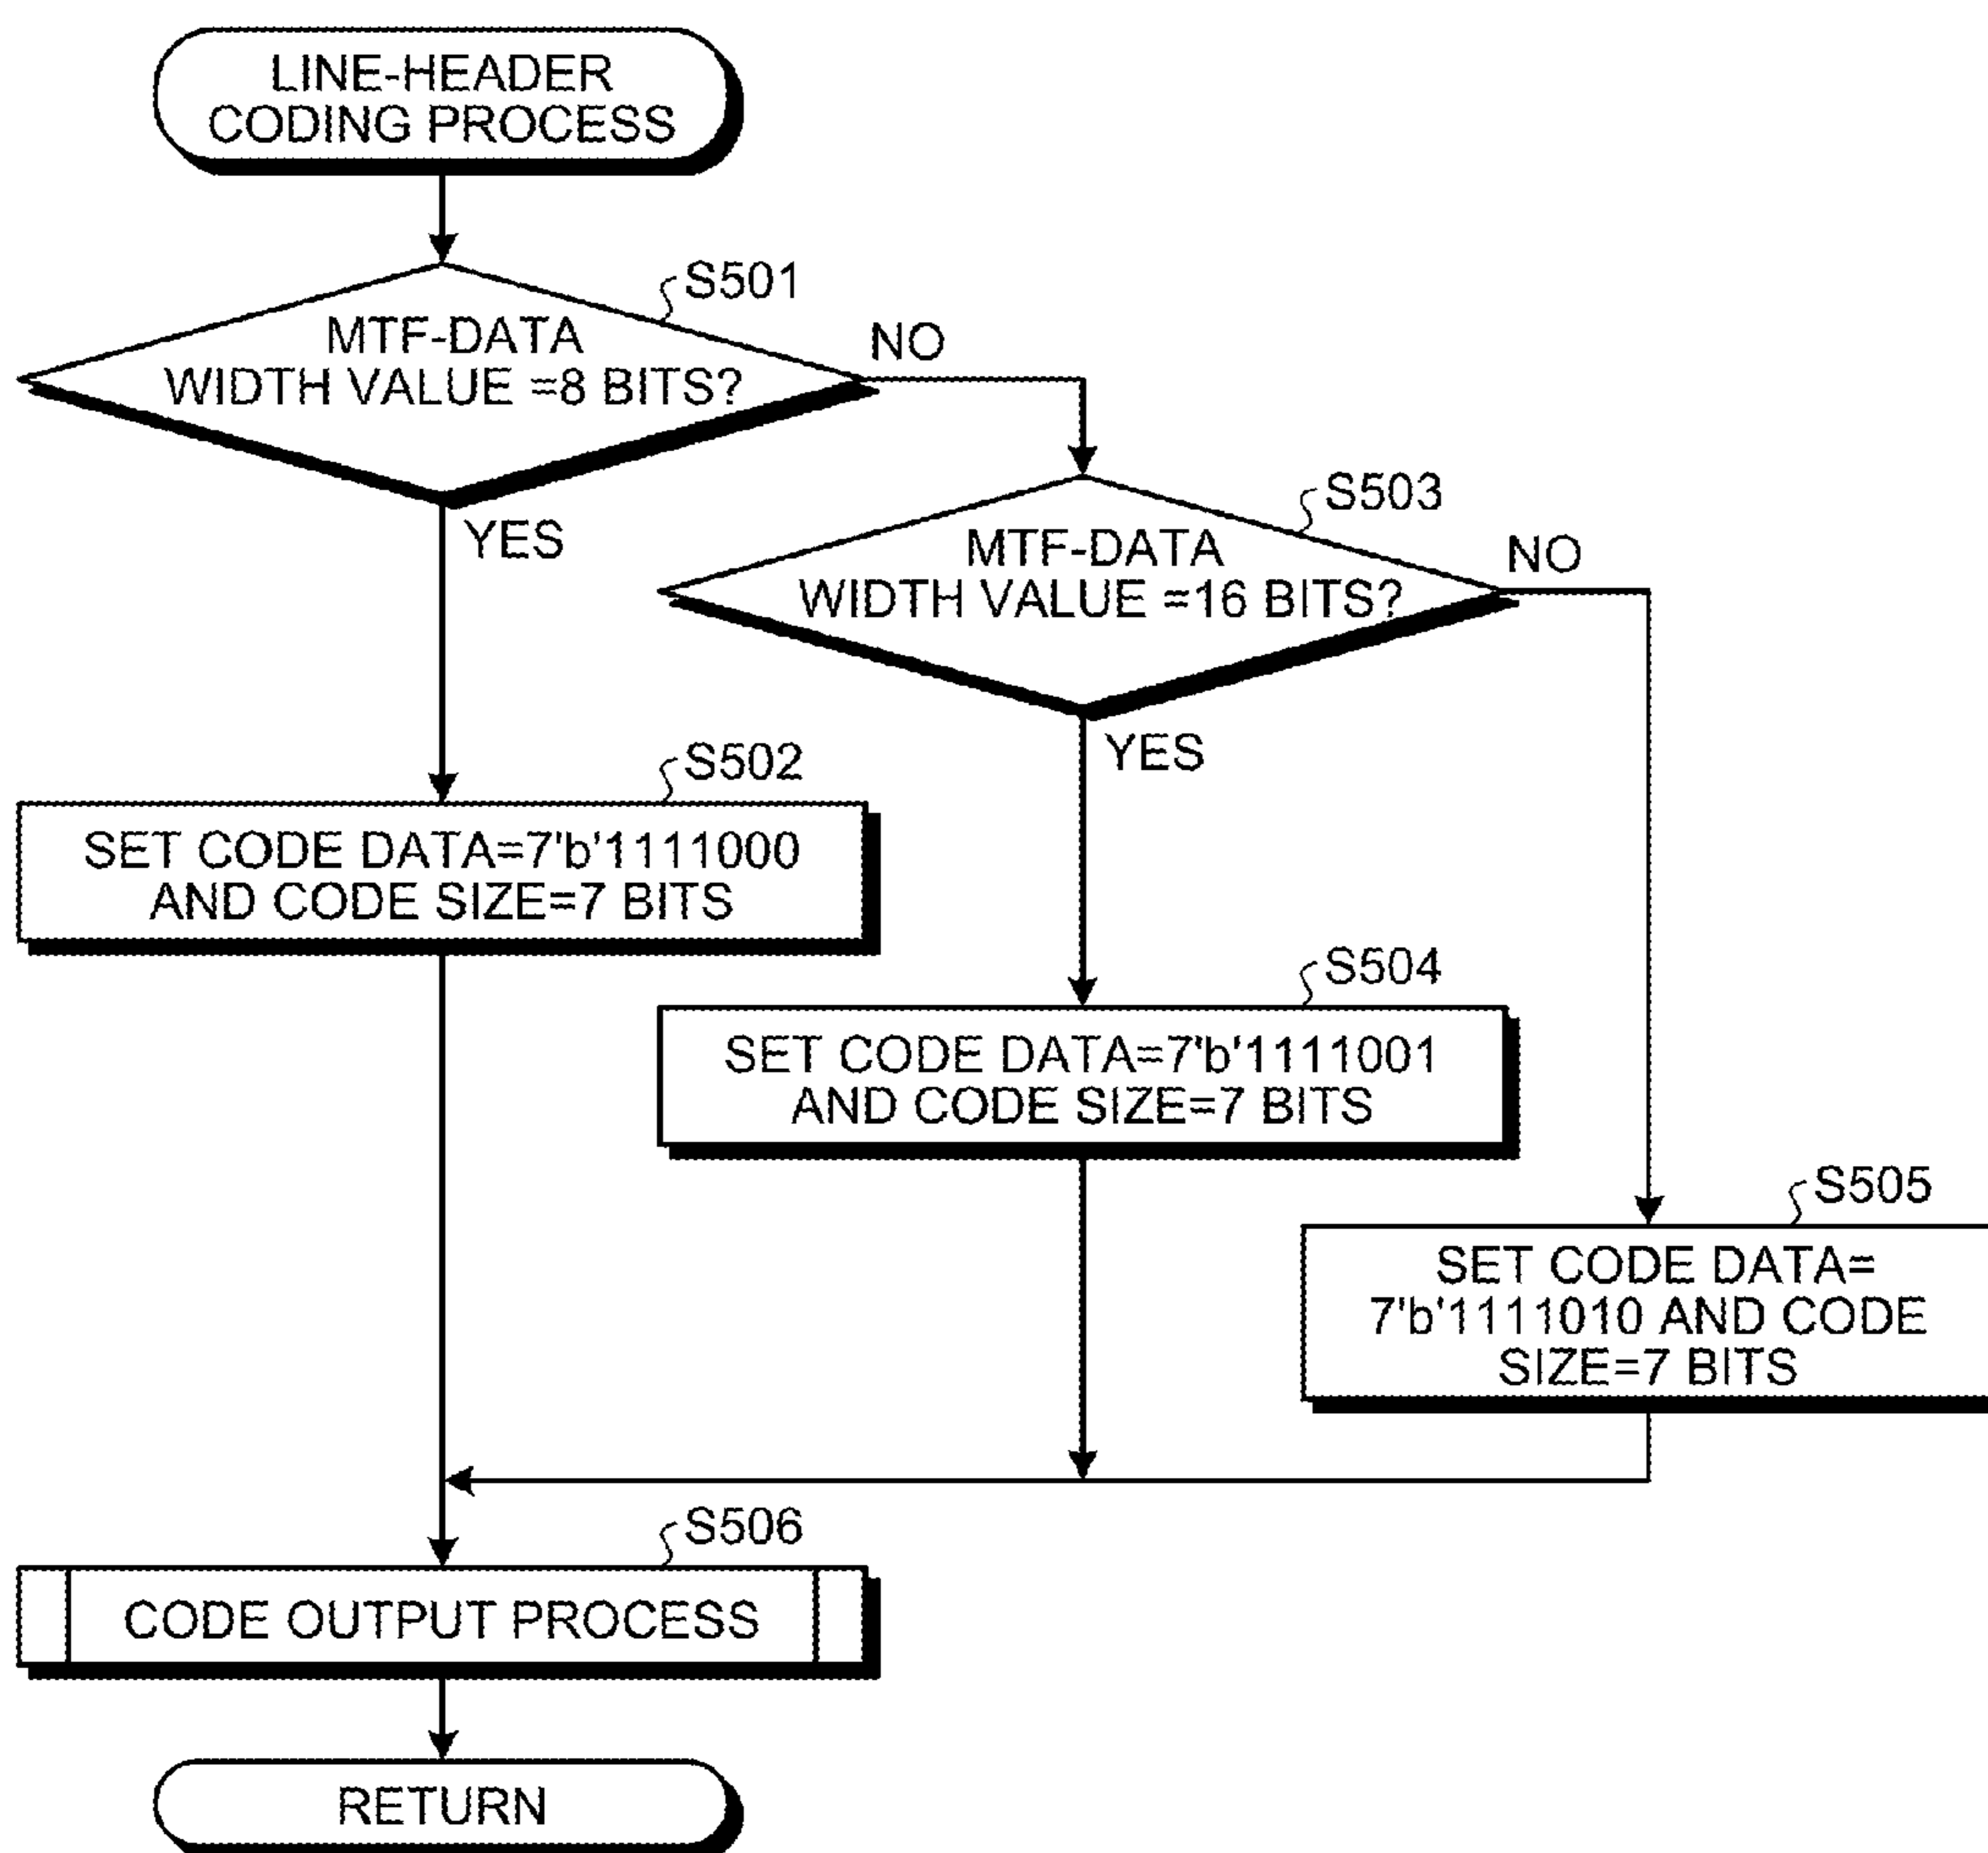 LINE-HEADER
CODING PROCESS
S501
MTF-DATA
WIDTH VALUE =8 BITS?
NO
YES
S503
MTF-DATA
WIDTH VALUE =16 BITS?
NO
YES
S502
SET CODE DATA=7'b'1111000
AND CODE SIZE=7 BITS
S504
SET CODE DATA=7'b'1111001
AND CODE SIZE=7 BITS
S505
SET CODE DATA=
7'b'1111010 AND CODE
SIZE=7 BITS
S506
CODE OUTPUT PROCESS
RETURN